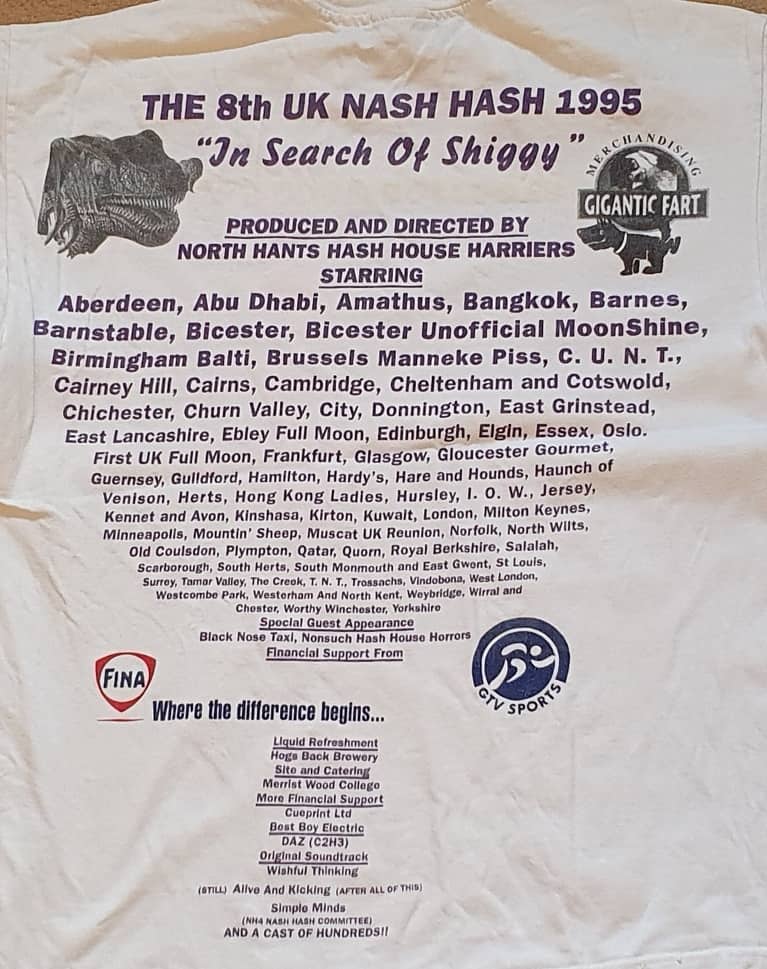 THE 8th UK NASH HASH 1995
"In Search Of Shiggy"
MERCHANDISING
GIGANTIC FART
PRODUCED AND DIRECTED BY
NORTH HANTS HASH HOUSE HARRIERS
STARRING
Aberdeen, Abu Dhabi, Amathus, Bangkok, Barnes,
Barnstable, Bicester, Bicester Unofficial MoonShine,
Birmingham Balti, Brussels Manneke Piss, C. U. N. T.,
Cairney Hill, Cairns, Cambridge, Cheltenham and Cotswold,
Chichester, Churn Valley, City, Donnington, East Grinstead,
East Lancashire, Ebley Full Moon, Edinburgh, Elgin, Essex, Oslo.
First UK Full Moon, Frankfurt, Glasgow, Gloucester Gourmet,
Guernsey, Guildford, Hamilton, Hardy's, Hare and Hounds, Haunch of
Venison, Herts, Hong Kong Ladies, Hursley, I. O. W., Jersey,
Kennet and Avon, Kinshasa, Kirton, Kuwait, London, Milton Keynes,
Minneapolis, Mountin' Sheep, Muscat UK Reunion, Norfolk, North Wilts,
Old Coulsdon, Plympton, Qatar, Quorn, Royal Berkshire, Salalah,
Scarborough, South Herts, South Monmouth and East Gwent, St Louis,
Surrey, Tamar Valley, The Creek, T. N. T., Trossachs, Vindobona, West London,
Westcombe Park, Westerham And North Kent, Weybridge, Wirral and
Chester, Worthy Winchester, Yorkshire
Special Guest Appearance
Black Nose Taxi, Nonsuch Hash House Horrors
Financial Support From
FINA
Where the difference begins...
GTV SPORTS
Liquid Refreshment
Hogs Back Brewery
Site and Catering
Merrist Wood College
More Financial Support
Cueprint Ltd
Best Boy Electric
DAZ (C2H3)
Original Soundtrack
Wishful Thinking
(STILL) Alive And Kicking (AFTER ALL OF THIS)
Simple Minds
(NH4 NASH HASH COMMITTEE)
AND A CAST OF HUNDREDS!!